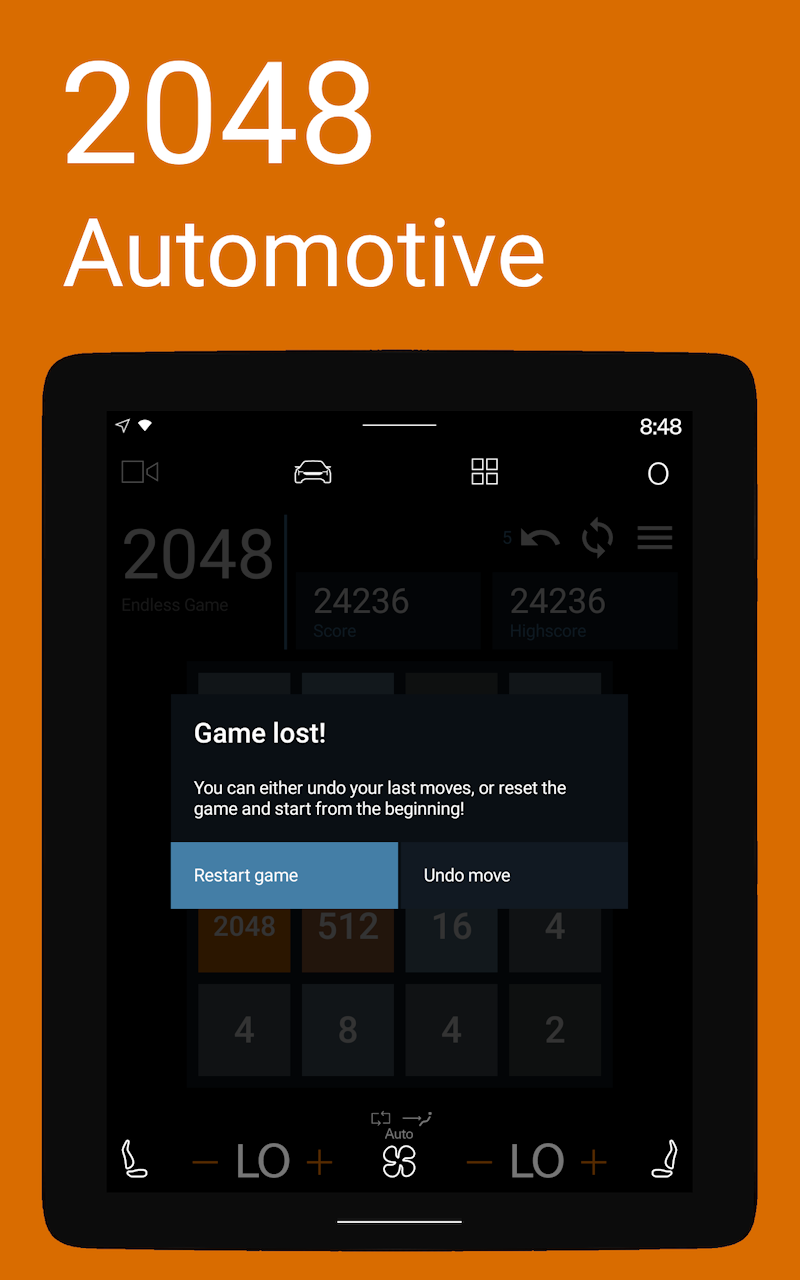 2048
Automotive
8:48
2048
5
Endless Game
24236
Score
24236
Highscore
Game lost!
You can either undo your last moves, or reset the
game and start from the beginning!
Restart game
Undo move
2048
512
16
4
4
8
4
2
Auto
LO
LO